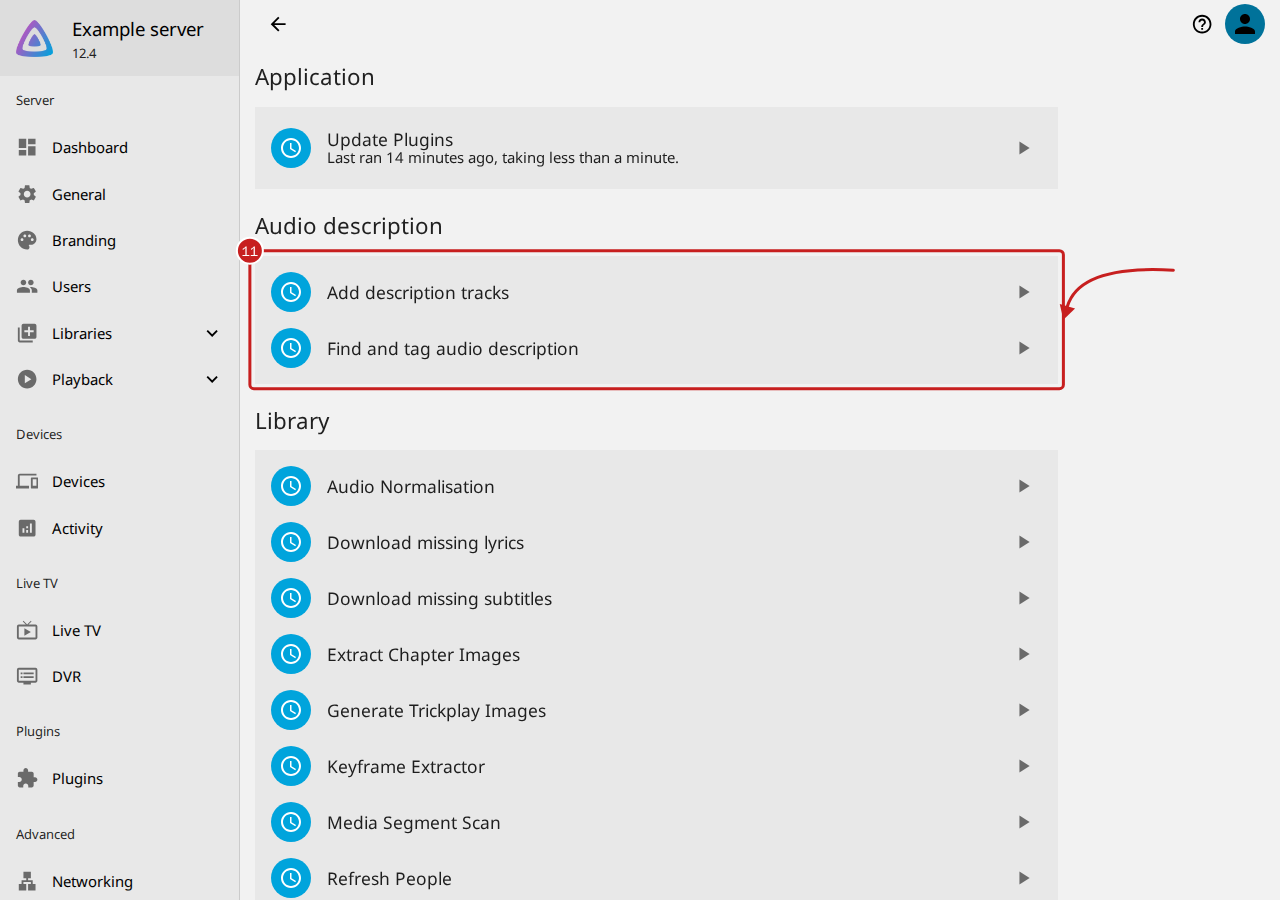 Example server
12.4
Server
Dashboard
General
Branding
Users
Libraries
Playback
Devices
Devices
Activity
Live TV
Live TV
DVR
Plugins
Plugins
Advanced
Networking
Application
Update Plugins
Last ran 14 minutes ago, taking less than a minute.
Audio description
11
Add description tracks
Find and tag audio description
Library
Audio Normalisation
Download missing lyrics
Download missing subtitles
Extract Chapter Images
Generate Trickplay Images
Keyframe Extractor
Media Segment Scan
Refresh People